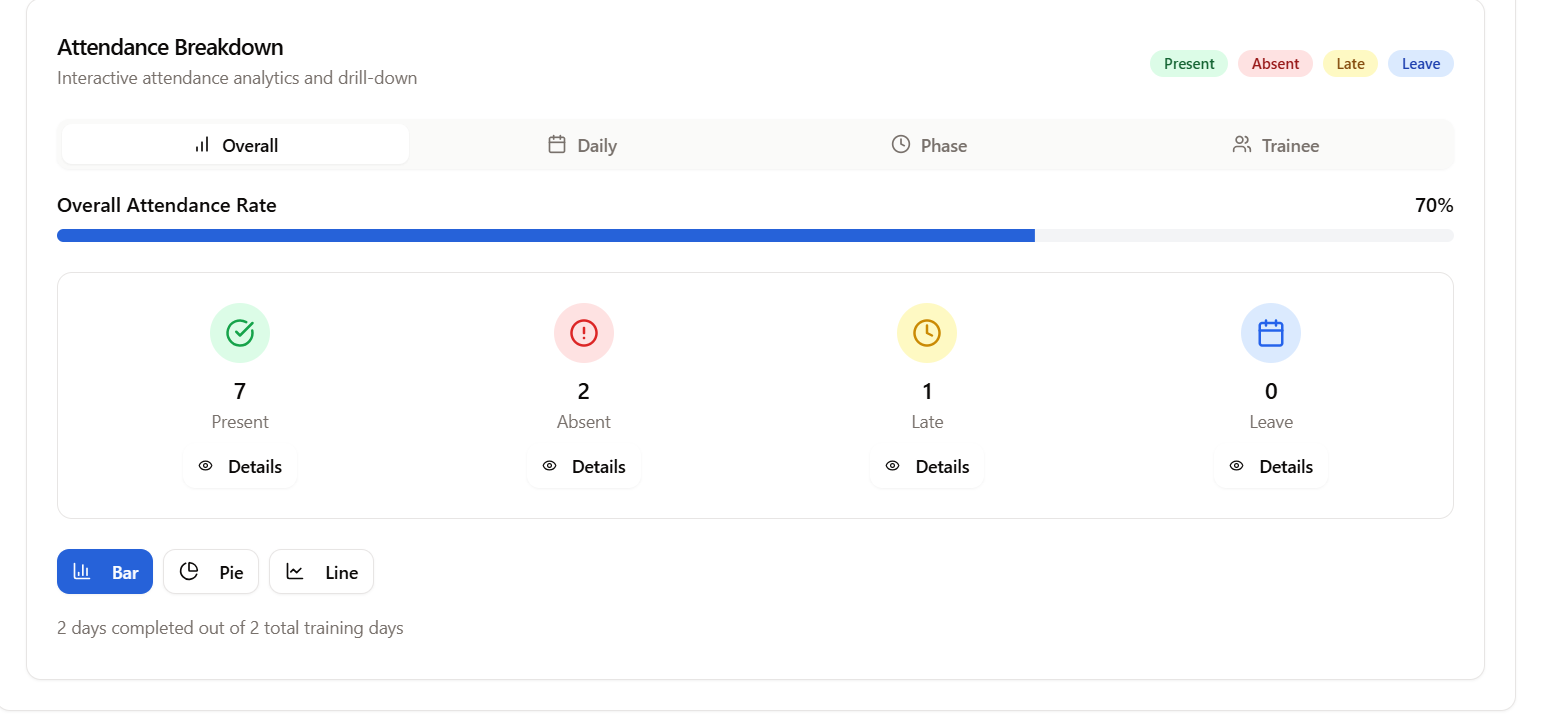 Attendance Breakdown
Interactive attendance analytics and drill-down
Present Absent Late Leave
Overall Daily Phase Trainee
Overall Attendance Rate 70%
7 2 1 0
Present Absent Late Leave
Details Details Details Details
Bar Pie Line
2 days completed out of 2 total training days